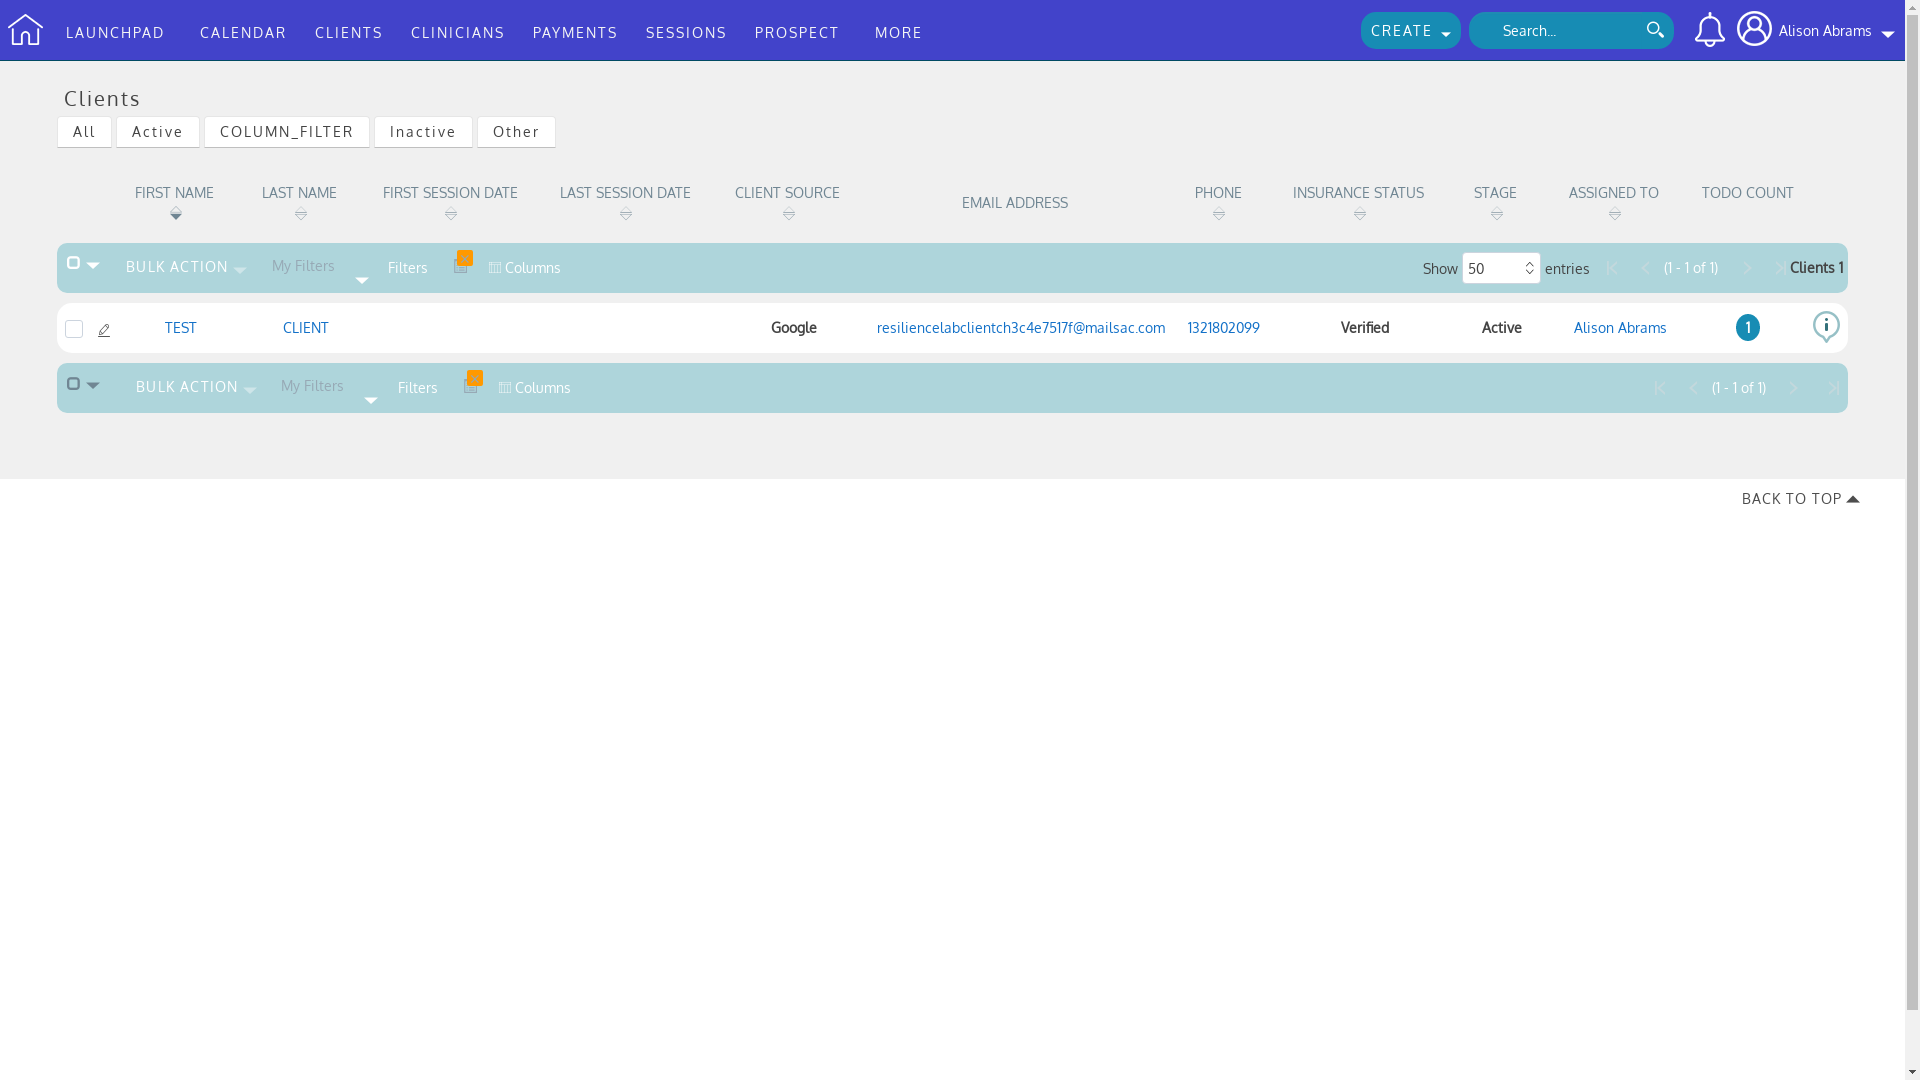 LAUNCHPAD CALENDAR CLIENTS CLINICIANS PAYMENTS SESSIONS PROSPECT MORE CREATE Search... Alison Abrams
Clients
All Active COLUMN_FILTER Inactive Other
FIRST NAME LAST NAME FIRST SESSION DATE LAST SESSION DATE CLIENT SOURCE EMAIL ADDRESS PHONE INSURANCE STATUS STAGE ASSIGNED TO TODO COUNT
BULK ACTION My Filters Filters Columns Show 50 entries (1 - 1 of 1) Clients 1
TEST CLIENT Google resiliencelabclientch3c4e7517f@mailsac.com 1321802099 Verified Active Alison Abrams 1
BULK ACTION My Filters Filters Columns (1 - 1 of 1)
BACK TO TOP